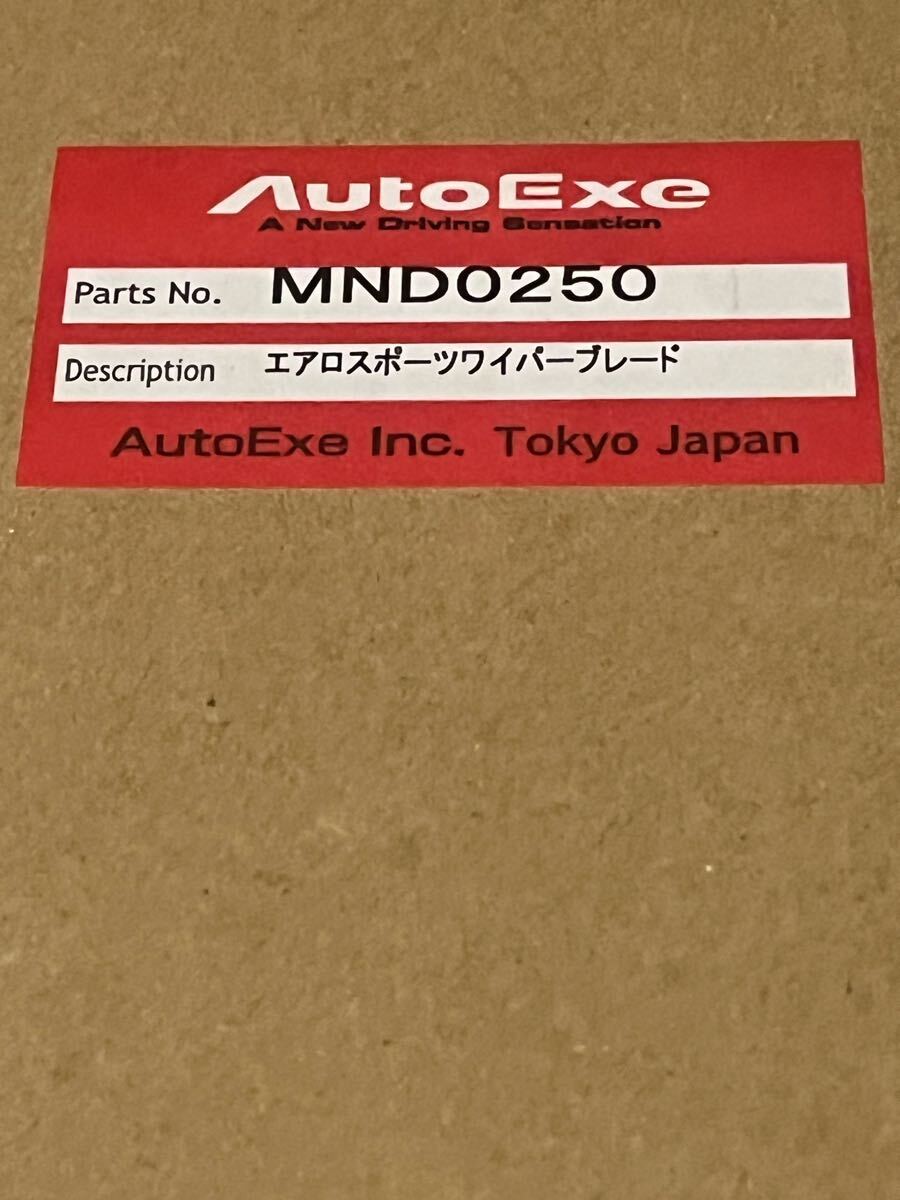 AutoExe
A New Driving Sensation
Parts No. MND0250
Description エアロスポーツワイパーブレード
AutoExe Inc. Tokyo Japan